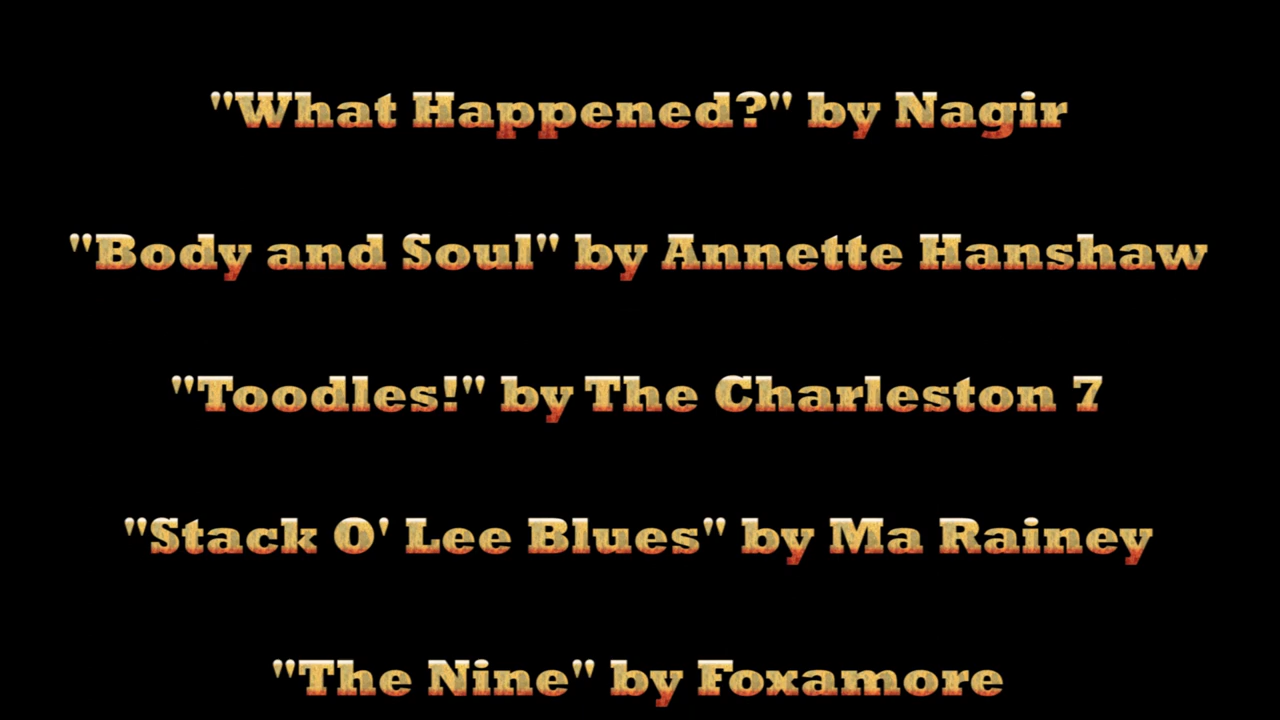 "What Happened?" by Nagir
"Body and Soul" by Annette Hanshaw
"Toodles!" by The Charleston 7
"Stack O' Lee Blues" by Ma Rainey
"The Nine" by Foxamore